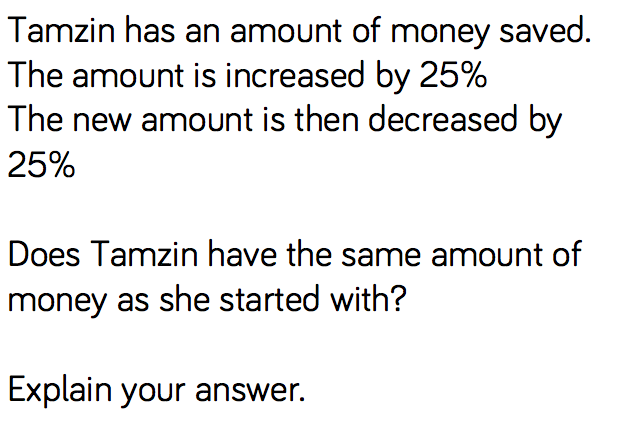 Tamzin has an amount of money saved.
The amount is increased by 25%
The new amount is then decreased by
25%
Does Tamzin have the same amount of
money as she started with?
Explain your answer.